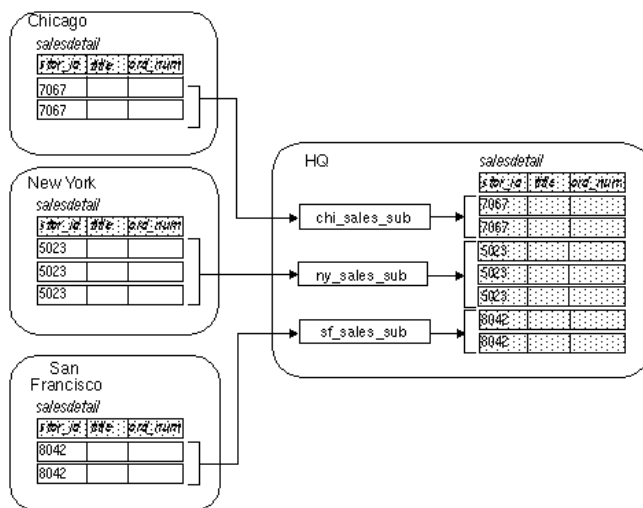 Chicago
salesdetail
stor_id title ord_num
7067
7067
New York
salesdetail
stor_id title ord_num
5023
5023
5023
San
Francisco
salesdetail
stor_id title ord_num
8042
8042
HQ
salesdetail
stor_id title ord_num
chi_sales_sub
7067
7067
ny_sales_sub
5023
5023
5023
sf_sales_sub
8042
8042